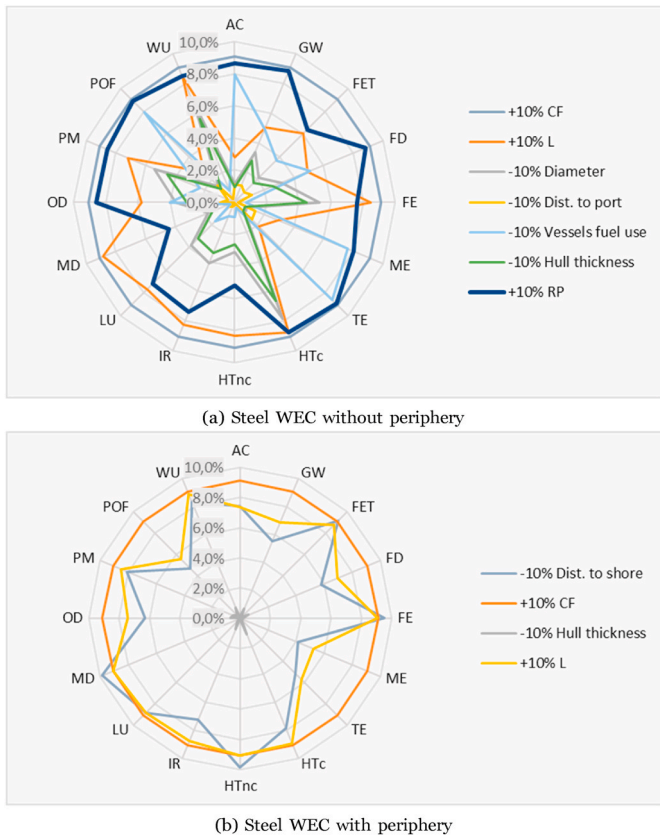 AC
GW
FET
FD
FE
ME
TE
HTc
HTnc
IR
LU
MD
OD
PM
POF
WU
10,0%
8,0%
6,0%
4,0%
2,0%
0,0%
+10% CF
+10% L
-10% Diameter
-10% Dist. to port
-10% Vessels fuel use
-10% Hull thickness
+10% RP
(a) Steel WEC without periphery
AC
GW
FET
FD
FE
ME
TE
HTc
HTnc
IR
LU
MD
OD
PM
POF
WU
10,0%
8,0%
6,0%
4,0%
2,0%
0,0%
-10% Dist. to shore
+10% CF
-10% Hull thickness
+10% L
(b) Steel WEC with periphery